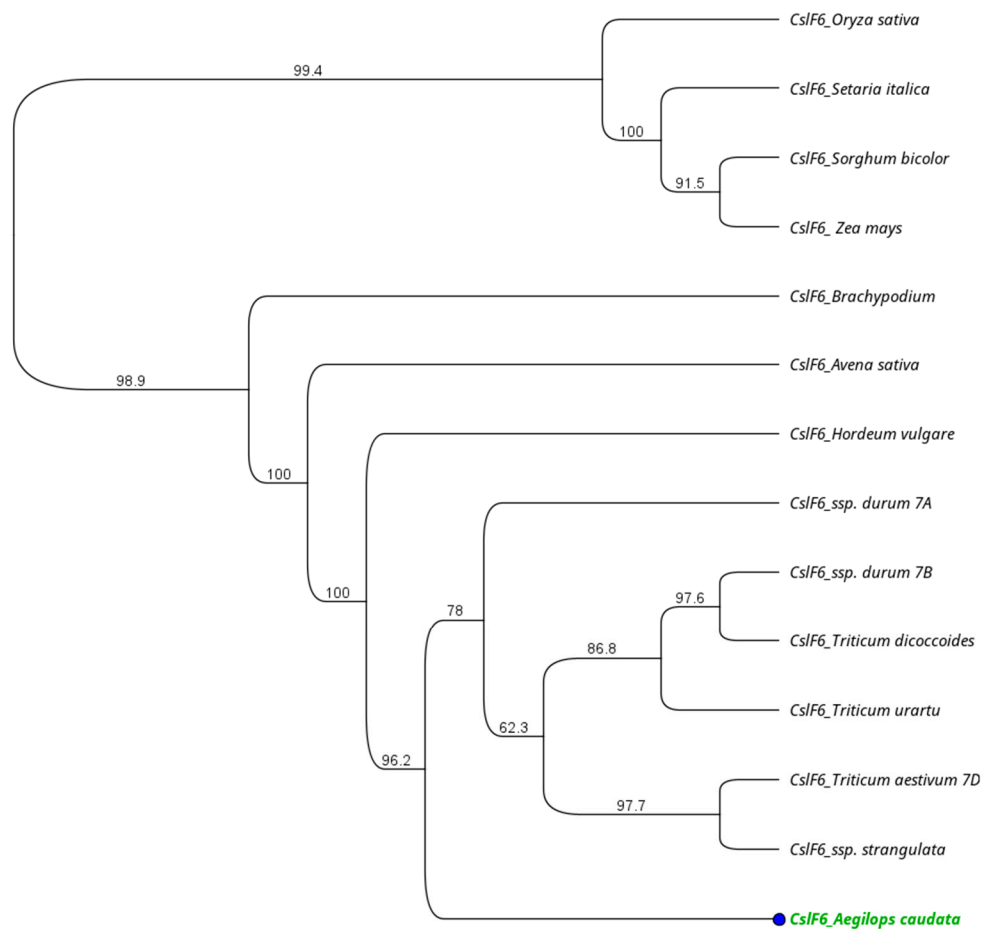 CslF6_Oryza sativa
99.4
CslF6_Setaria italica
100
CslF6_Sorghum bicolor
91.5
CslF6_ Zea mays
CslF6_Brachypodium
CslF6_Avena sativa
98.9
CslF6_Hordeum vulgare
100
CslF6_ssp. durum 7A
CslF6_ssp. durum 7B
100
97.6
78
CslF6_Triticum dicoccoides
86.8
CslF6_Triticum urartu
62.3
96.2
CslF6_Triticum aestivum 7D
97.7
CslF6_ssp. strangulata
CslF6_Aegilops caudata